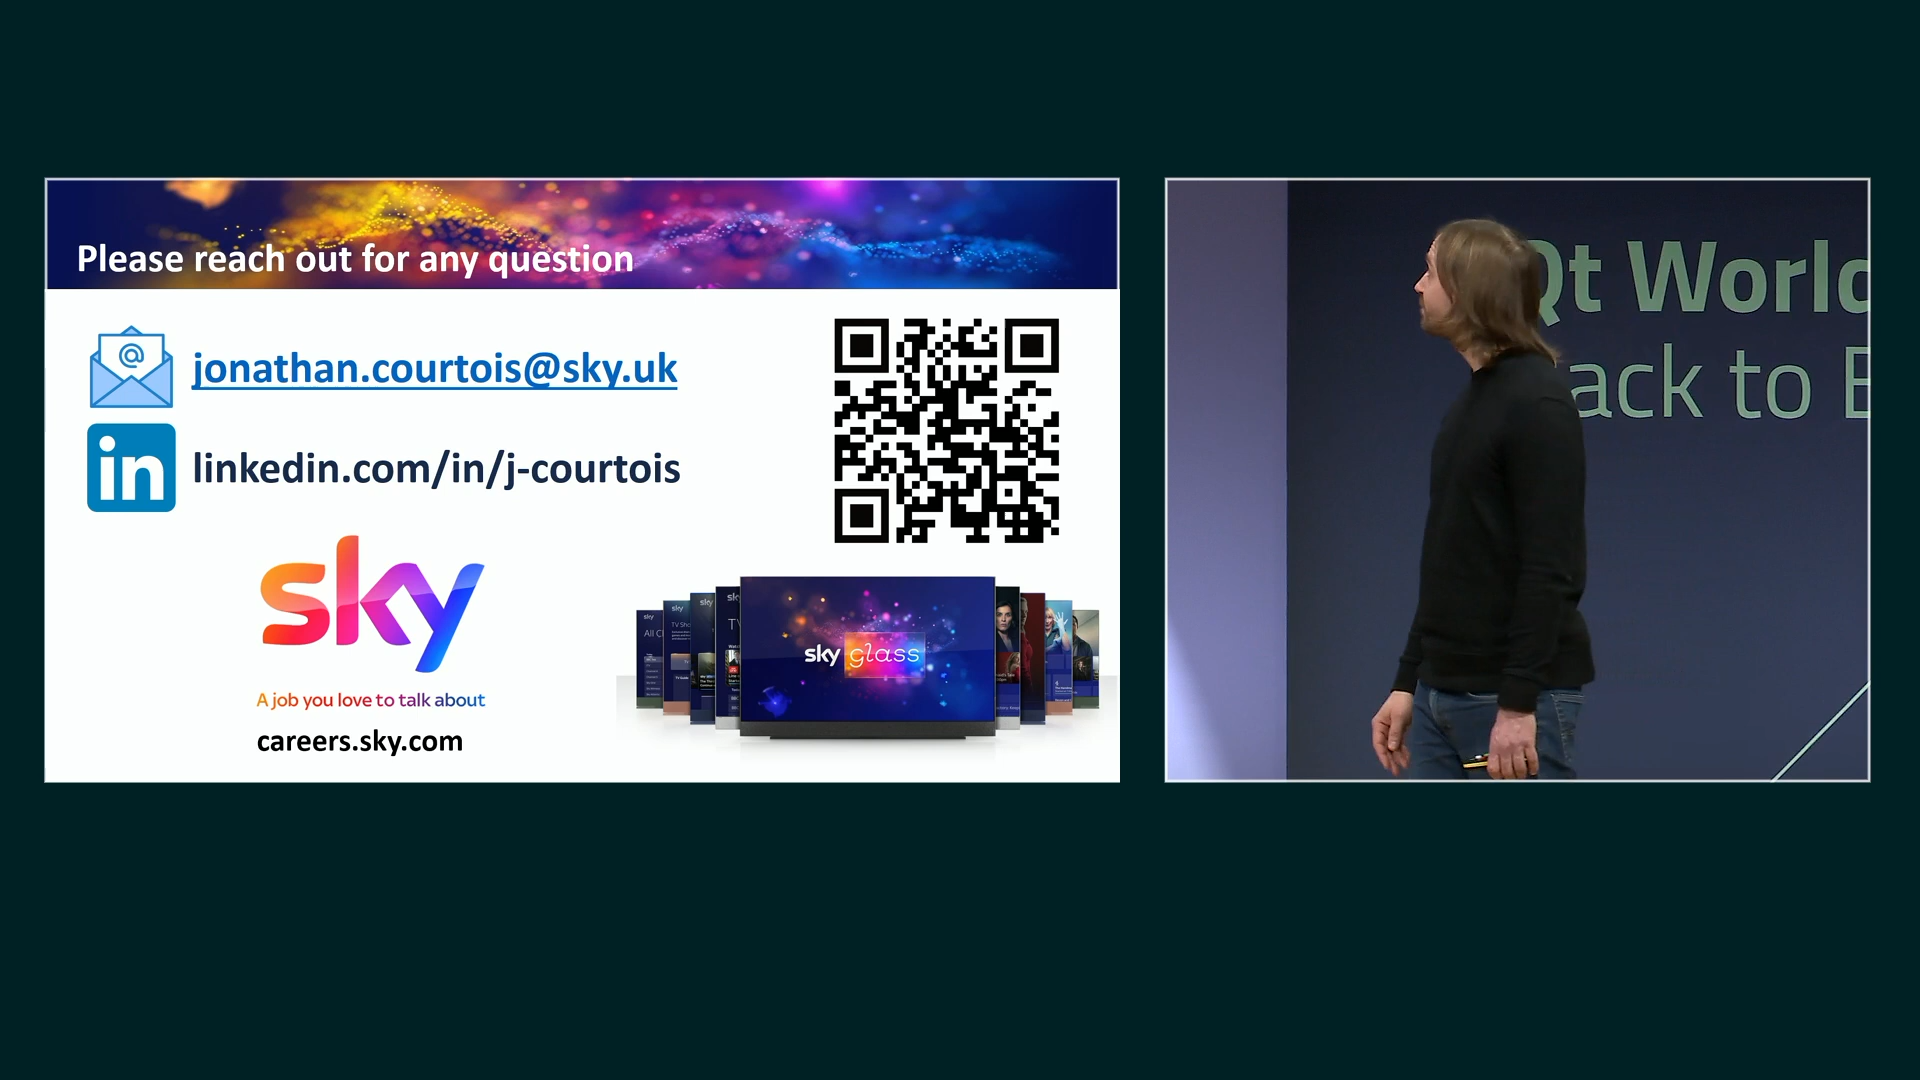 Please reach out for any question
jonathan.courtois@sky.uk
in
linkedin.com/in/j-courtois
sky
A job you love to talk about
careers.sky.com
sky glass
Qt World
ack to